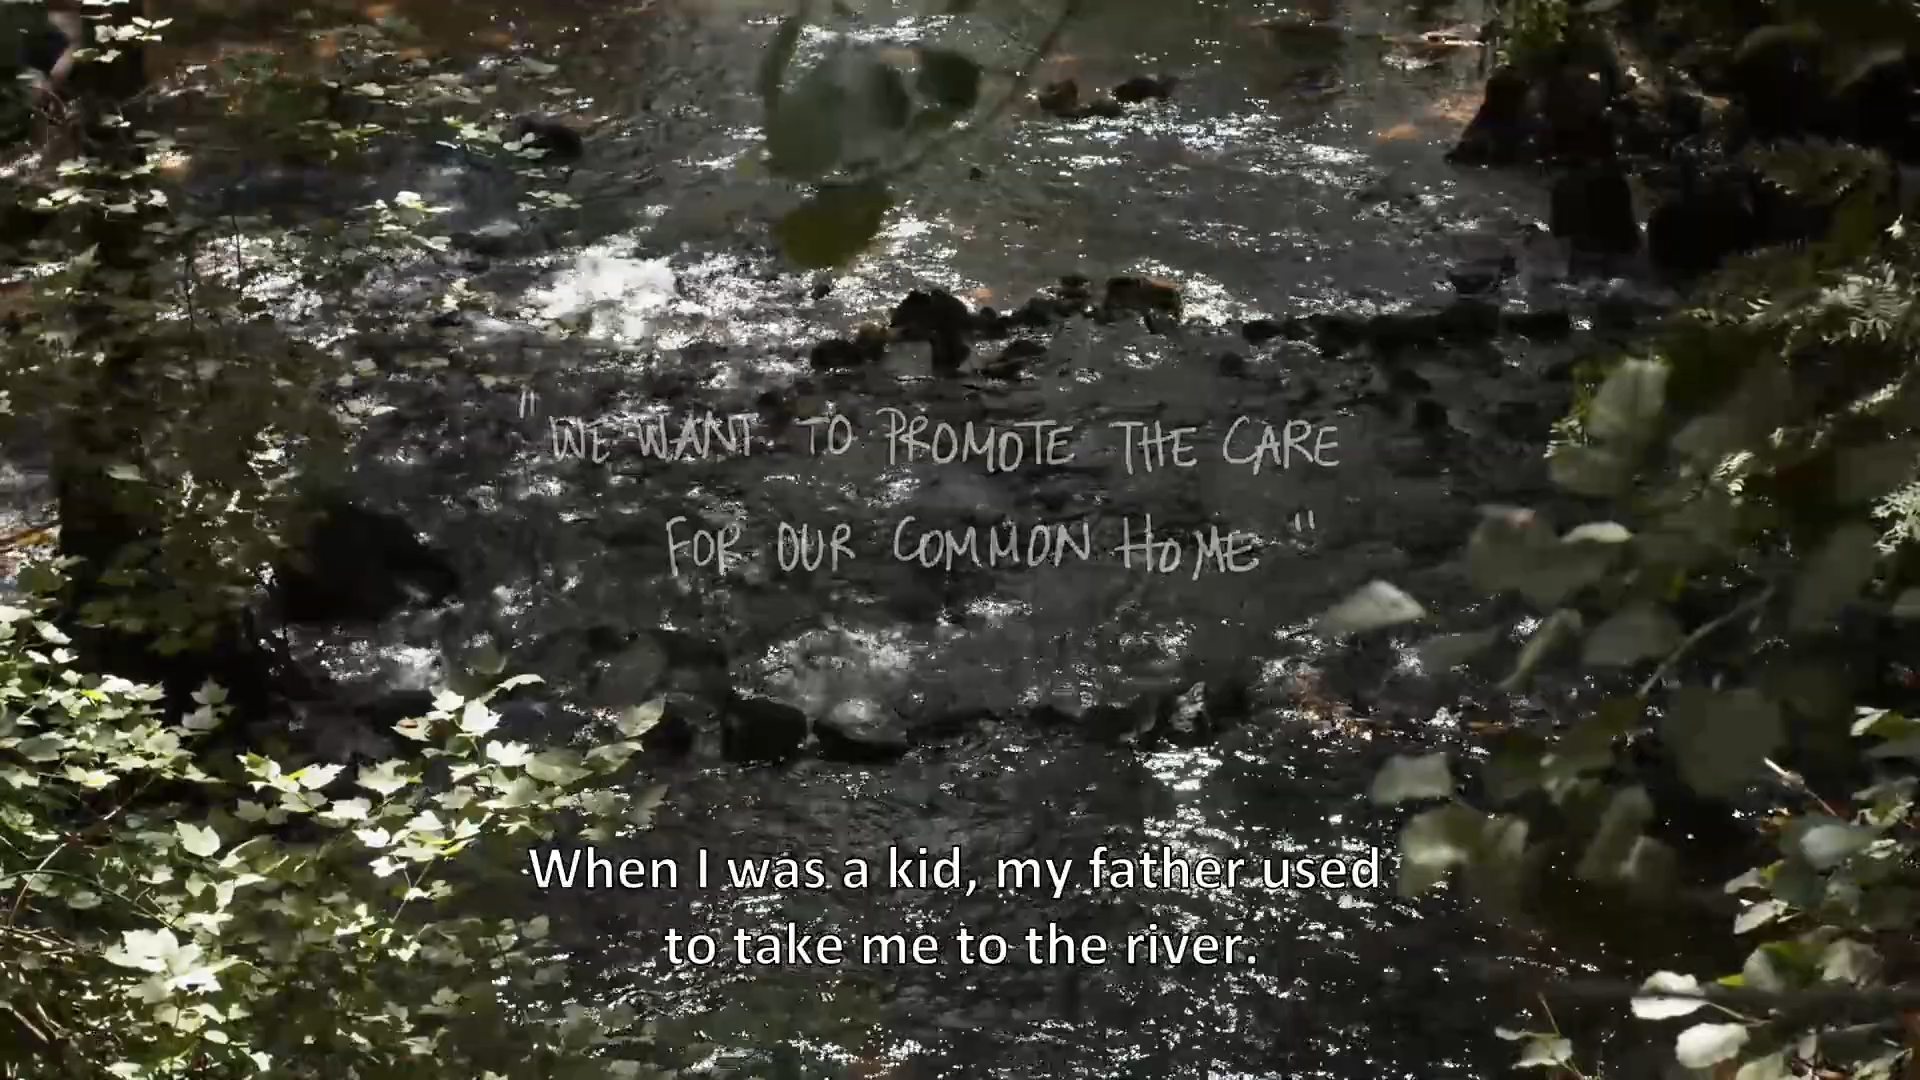 "WE WANT TO PROMOTE THE CARE
FOR OUR COMMON HOME"
When I was a kid, my father used
to take me to the river.